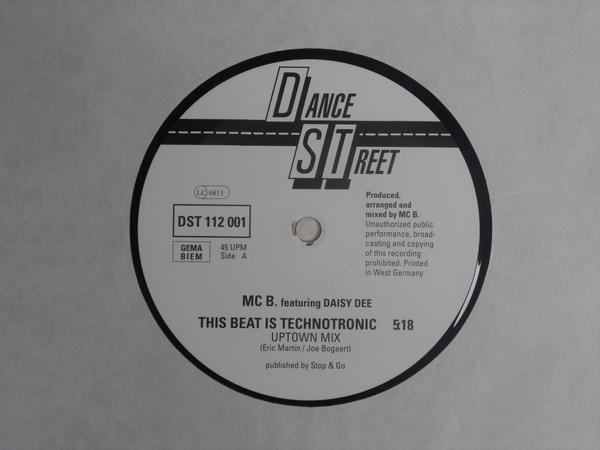 DANCE
STREET
LC 6813
DST 112 001
GEMA
BIEM
45 UPM
Side A
Produced,
arranged and
mixed by MC B.
Unauthorized public
performance, broad-
casting and copying
of this recording
prohibited. Printed
in West Germany
MC B. featuring DAISY DEE
THIS BEAT IS TECHNOTRONIC 5:18
UPTOWN MIX
(Eric Martin / Joe Bogaert)
published by Stop & Go